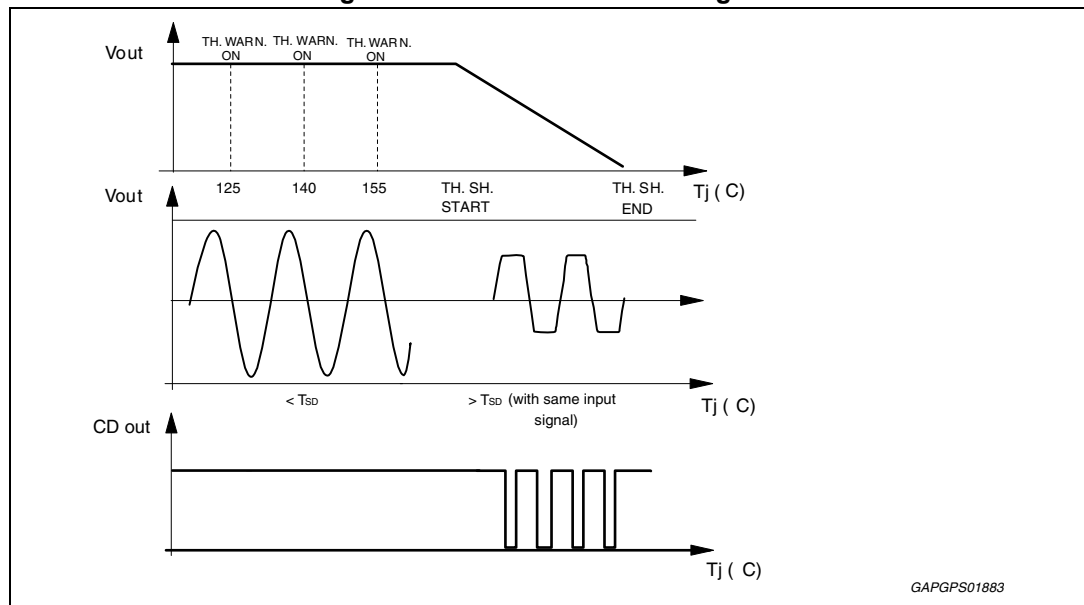 Vout
TH. WARN. TH. WARN. TH. WARN.
ON ON ON
125 140 155 TH. SH. TH. SH. Tj ( C)
START END
Vout
< TSD > TSD (with same input
signal)
Tj ( C)
CD out
Tj ( C)
GAPGPS01883